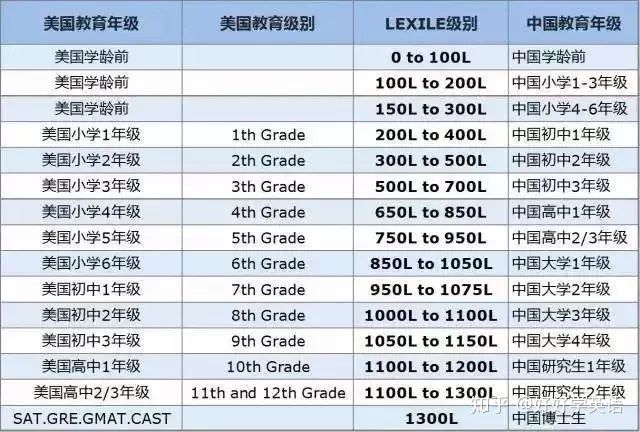 美国教育年级 美国教育级别 LEXILE级别 中国教育年级
美国学龄前 0 to 100L 中国学龄前
美国学龄前 100L to 200L 中国小学1-3年级
美国学龄前 150L to 300L 中国小学4-6年级
美国小学1年级 1th Grade 200L to 400L 中国初中1年级
美国小学2年级 2th Grade 300L to 500L 中国初中2年级
美国小学3年级 3th Grade 500L to 700L 中国初中3年级
美国小学4年级 4th Grade 650L to 850L 中国高中1年级
美国小学5年级 5th Grade 750L to 950L 中国高中2/3年级
美国小学6年级 6th Grade 850L to 1050L 中国大学1年级
美国初中1年级 7th Grade 950L to 1075L 中国大学2年级
美国初中2年级 8th Grade 1000L to 1100L 中国大学3年级
美国初中3年级 9th Grade 1050L to 1150L 中国大学4年级
美国高中1年级 10th Grade 1100L to 1200L 中国研究生1年级
美国高中2/3年级 11th and 12th Grade 1100L to 1300L 中国研究生2年级
SAT.GRE.GMAT.CAST 1300L 中国博士生
知乎 @好好学英语